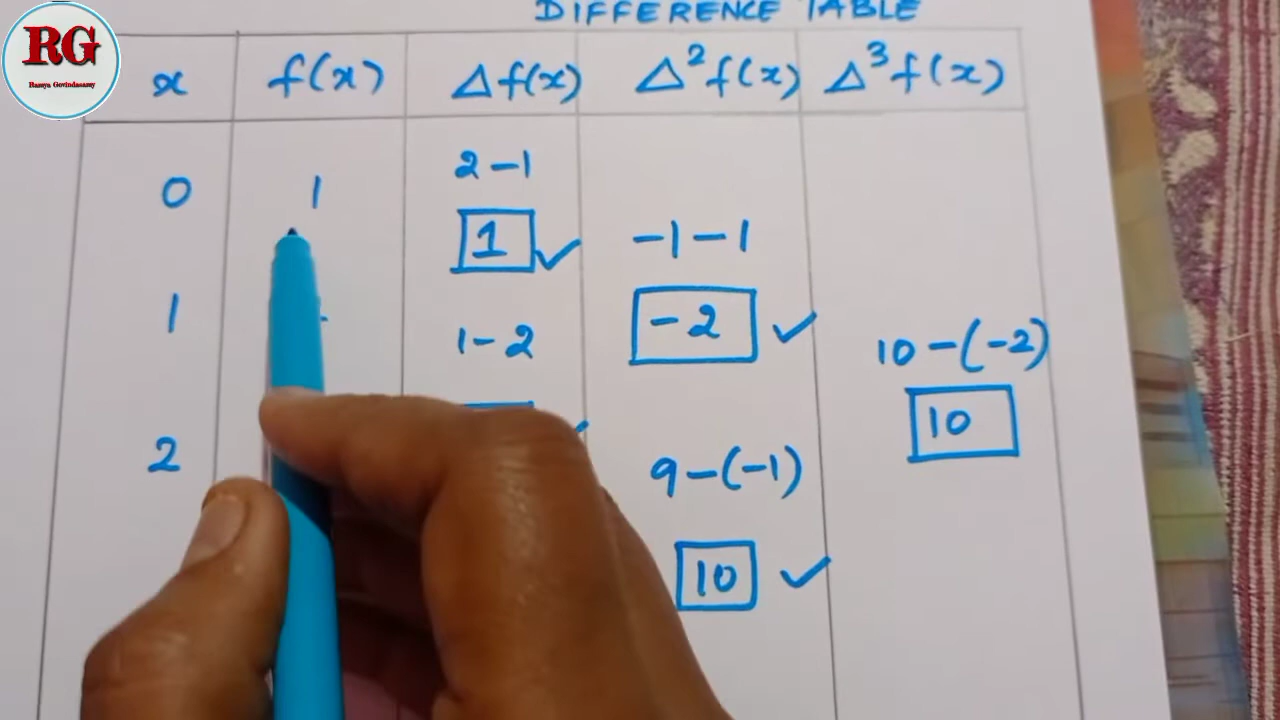 RG
Ramya Govindasamy
DIFFERENCE TABLE
x f(x) Δf(x) Δ²f(x) Δ³f(x)
2-1
0 1
1 -1-1
1 -2
1-2 10-(-2)
10
2 9-(-1)
10